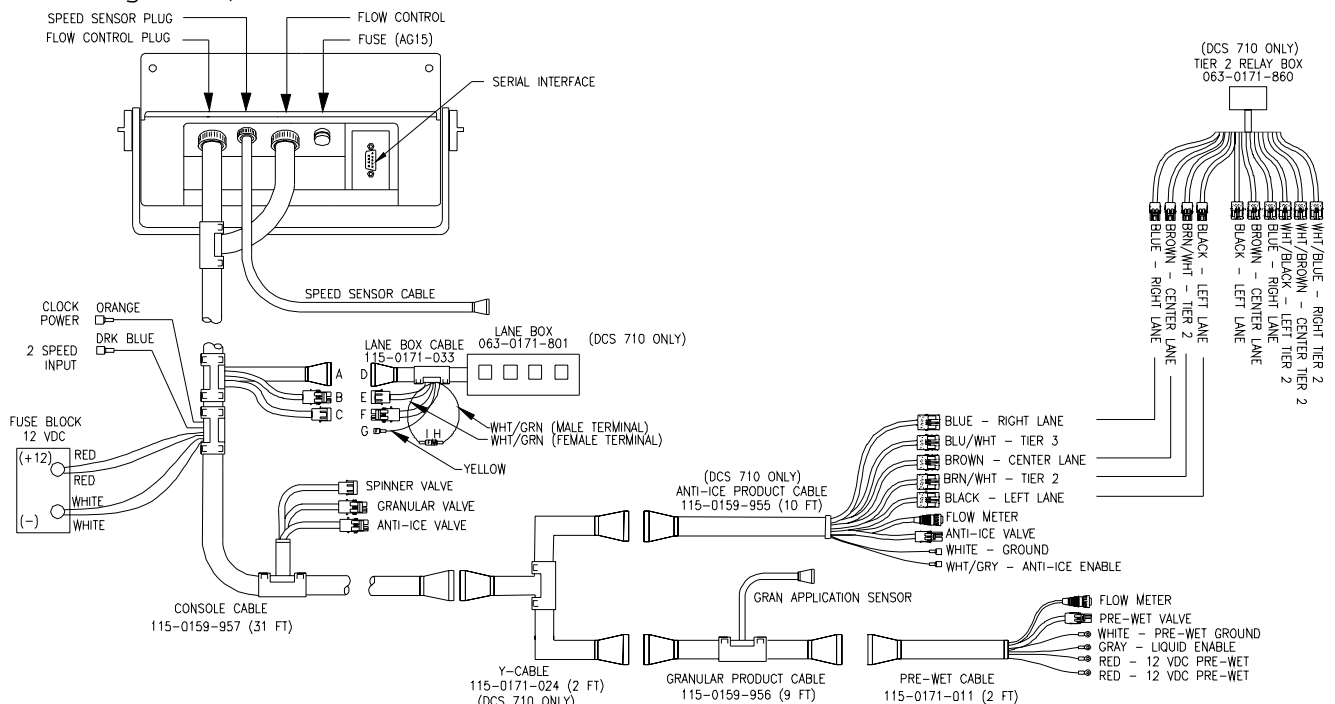 SPEED SENSOR PLUG
FLOW CONTROL PLUG
FLOW CONTROL
FUSE (AG15)
SERIAL INTERFACE
(DCS 710 ONLY)
TIER 2 RELAY BOX
063-0171-860
BLUE - RIGHT LANE
BROWN - CENTER LANE
BRN/WHT - TIER 2
BLACK - LEFT LANE
BLACK - LEFT LANE
BROWN - CENTER LANE
BLUE - RIGHT LANE
WHT/BLACK - LEFT TIER 2
WHT/BROWN - CENTER TIER 2
WHT/BLUE - RIGHT TIER 2
SPEED SENSOR CABLE
CLOCK
POWER
ORANGE
2 SPEED
INPUT
DRK BLUE
LANE BOX CABLE
115-0171-033
LANE BOX
063-0171-801
(DCS 710 ONLY)
A
D
B
E
C
F
G
I H
WHT/GRN (MALE TERMINAL)
WHT/GRN (FEMALE TERMINAL)
YELLOW
FUSE BLOCK
12 VDC
(+12)
RED
RED
WHITE
(-)
WHITE
SPINNER VALVE
GRANULAR VALVE
ANTI-ICE VALVE
(DCS 710 ONLY)
ANTI-ICE PRODUCT CABLE
115-0159-955 (10 FT)
BLUE - RIGHT LANE
BLU/WHT - TIER 3
BROWN - CENTER LANE
BRN/WHT - TIER 2
BLACK - LEFT LANE
FLOW METER
ANTI-ICE VALVE
WHITE - GROUND
WHT/GRY - ANTI-ICE ENABLE
CONSOLE CABLE
115-0159-957 (31 FT)
GRAN APPLICATION SENSOR
FLOW METER
PRE-WET VALVE
WHITE - PRE-WET GROUND
GRAY - LIQUID ENABLE
RED - 12 VDC PRE-WET
RED - 12 VDC PRE-WET
Y-CABLE
115-0171-024 (2 FT)
(DCS 710 ONLY)
GRANULAR PRODUCT CABLE
115-0159-956 (9 FT)
PRE-WET CABLE
115-0171-011 (2 FT)